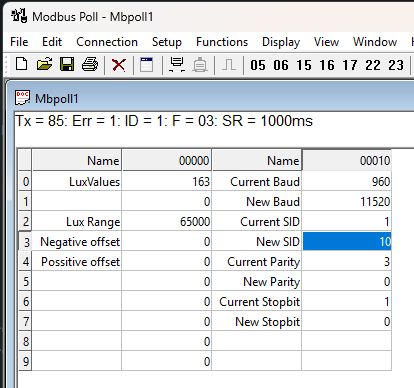 Modbus Poll - Mbpoll1
File Edit Connection Setup Functions Display View Window
05 06 15 16 17 22 23
Mbpoll1
Tx = 85: Err = 1: ID = 1: F = 03: SR = 1000ms
Name 00000 Name 00010
0 LuxValues 163 Current Baud 960
1 0 New Baud 11520
2 Lux Range 65000 Current SID 1
3 Negative offset 0 New SID 10
4 Possitive offset 0 Current Parity 3
5 0 New Parity 0
6 0 Current Stopbit 1
7 0 New Stopbit 0
8 0
9 0